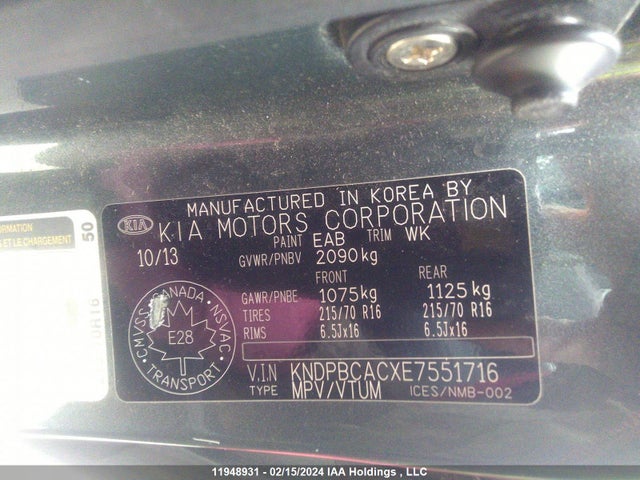 MANUFACTURED IN KOREA BY
KIA KIA MOTORS CORPORATION
PAINT EAB TRIM WK
10/13 GVWR/PNBV 2090kg
FRONT REAR
GAWR/PNBE 1075kg 1125kg
TIRES 215/70 R16 215/70 R16
RIMS 6.5Jx16 6.5Jx16
V.I.N KNDPBCACXE7551716
TYPE MPV/VTUM ICES/NMB-002
CANADA • NSVAC • TRANSPORT • CMVSS
E28
ORMATION
S ET LE CHARGEMENT
50
11948931 - 02/15/2024 IAA Holdings , LLC